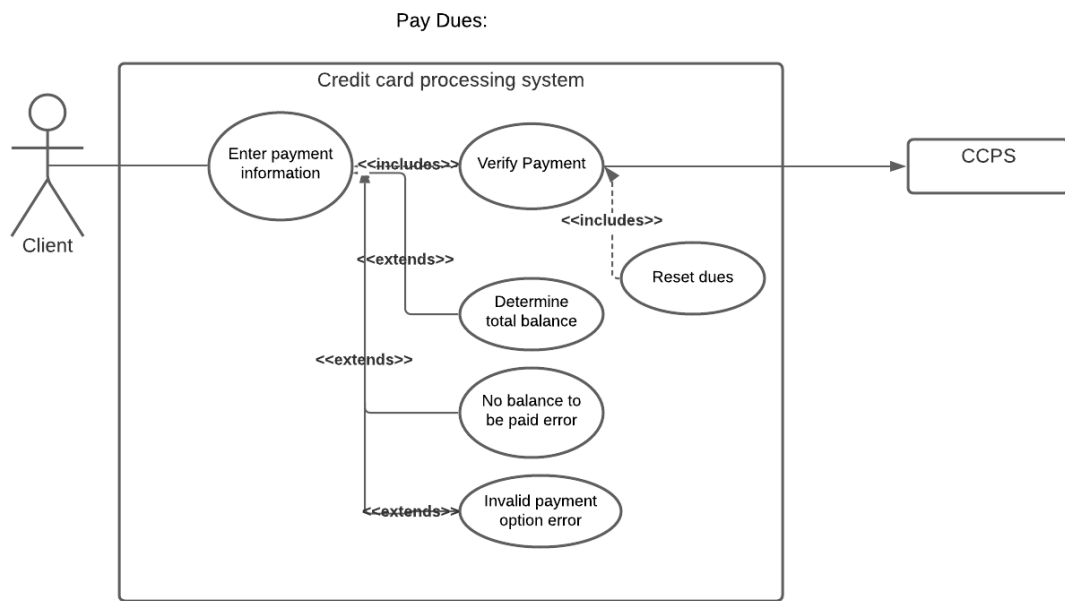 Pay Dues:
Credit card processing system
Enter payment
information
<<includes>>
Verify Payment
CCPS
<<includes>>
Client
<<extends>>
Reset dues
Determine
total balance
<<extends>>
No balance to
be paid error
<<extends>>
Invalid payment
option error